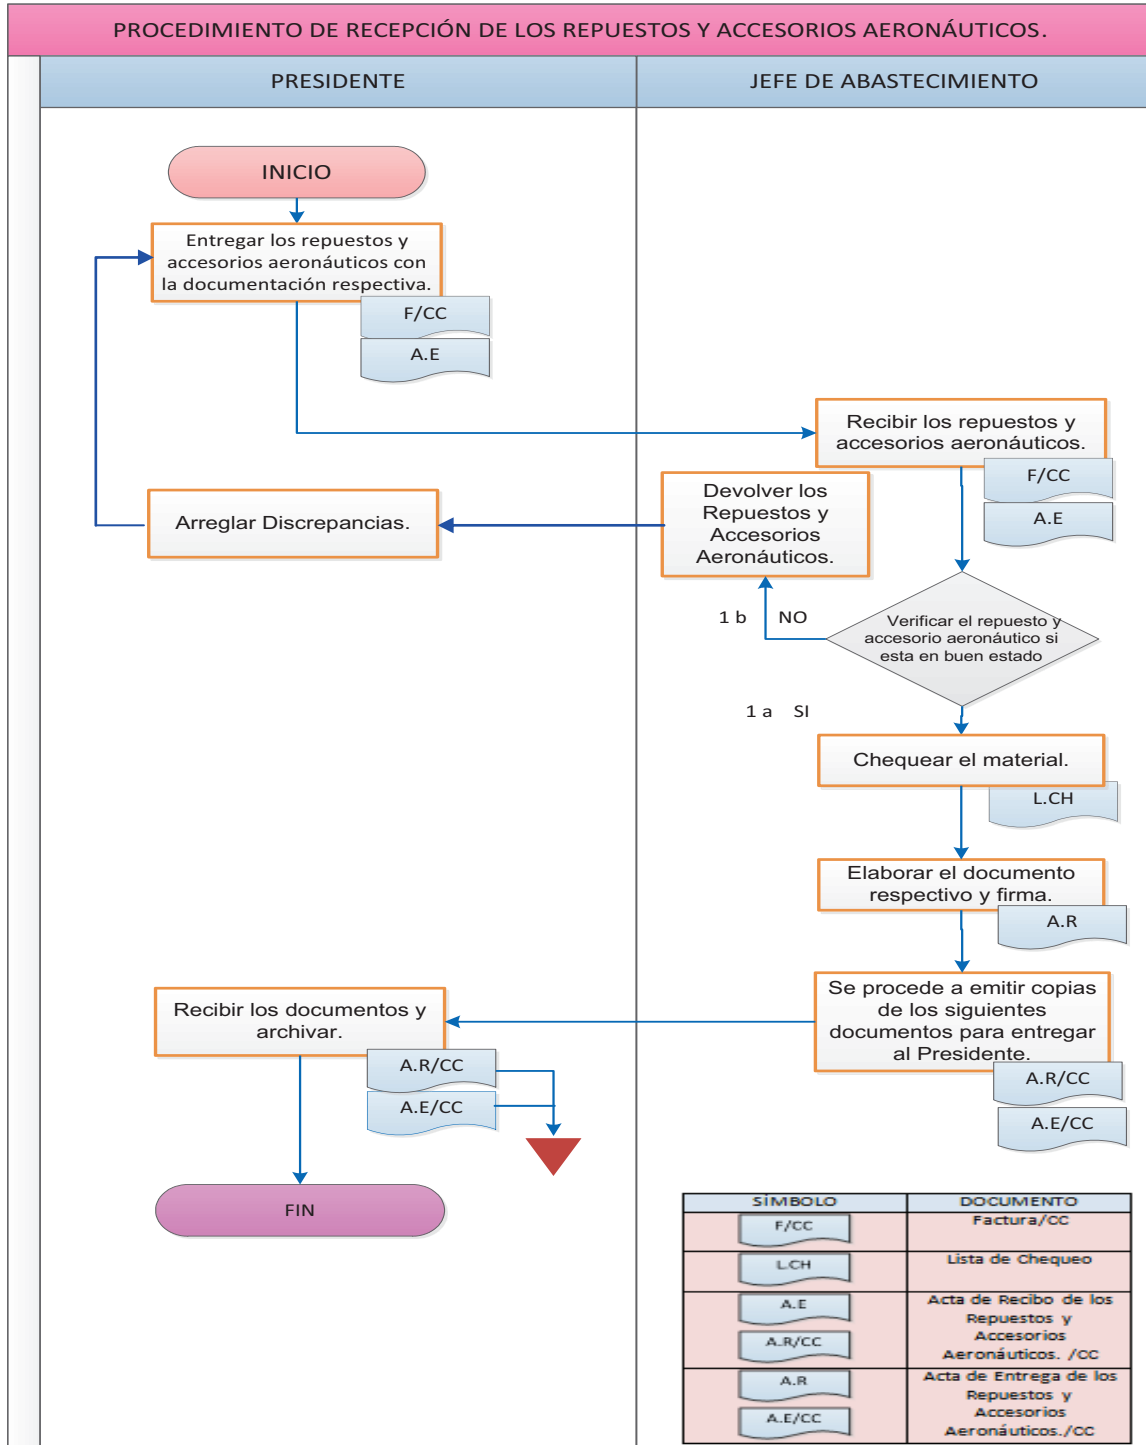 PROCEDIMIENTO DE RECEPCIÓN DE LOS REPUESTOS Y ACCESORIOS AERONÁUTICOS.
PRESIDENTE
JEFE DE ABASTECIMIENTO
INICIO
Entregar los repuestos y
accesorios aeronáuticos con
la documentación respectiva.
F/CC
A.E
Recibir los repuestos y
accesorios aeronáuticos.
F/CC
A.E
Devolver los
Repuestos y
Accesorios
Aeronáuticos.
Arreglar Discrepancias.
1 b NO
Verificar el repuesto y
accesorio aeronáutico si
esta en buen estado
1 a SI
Chequear el material.
L.CH
Elaborar el documento
respectivo y firma.
A.R
Se procede a emitir copias
de los siguientes
documentos para entregar
al Presidente.
A.R/CC
A.E/CC
Recibir los documentos y
archivar.
A.R/CC
A.E/CC
FIN
SÍMBOLO DOCUMENTO
F/CC Factura/CC
L.CH Lista de Chequeo
A.E
A.R/CC
Acta de Recibo de los
Repuestos y
Accesorios
Aeronáuticos. /CC
A.R
A.E/CC
Acta de Entrega de los
Repuestos y
Accesorios
Aeronáuticos./CC